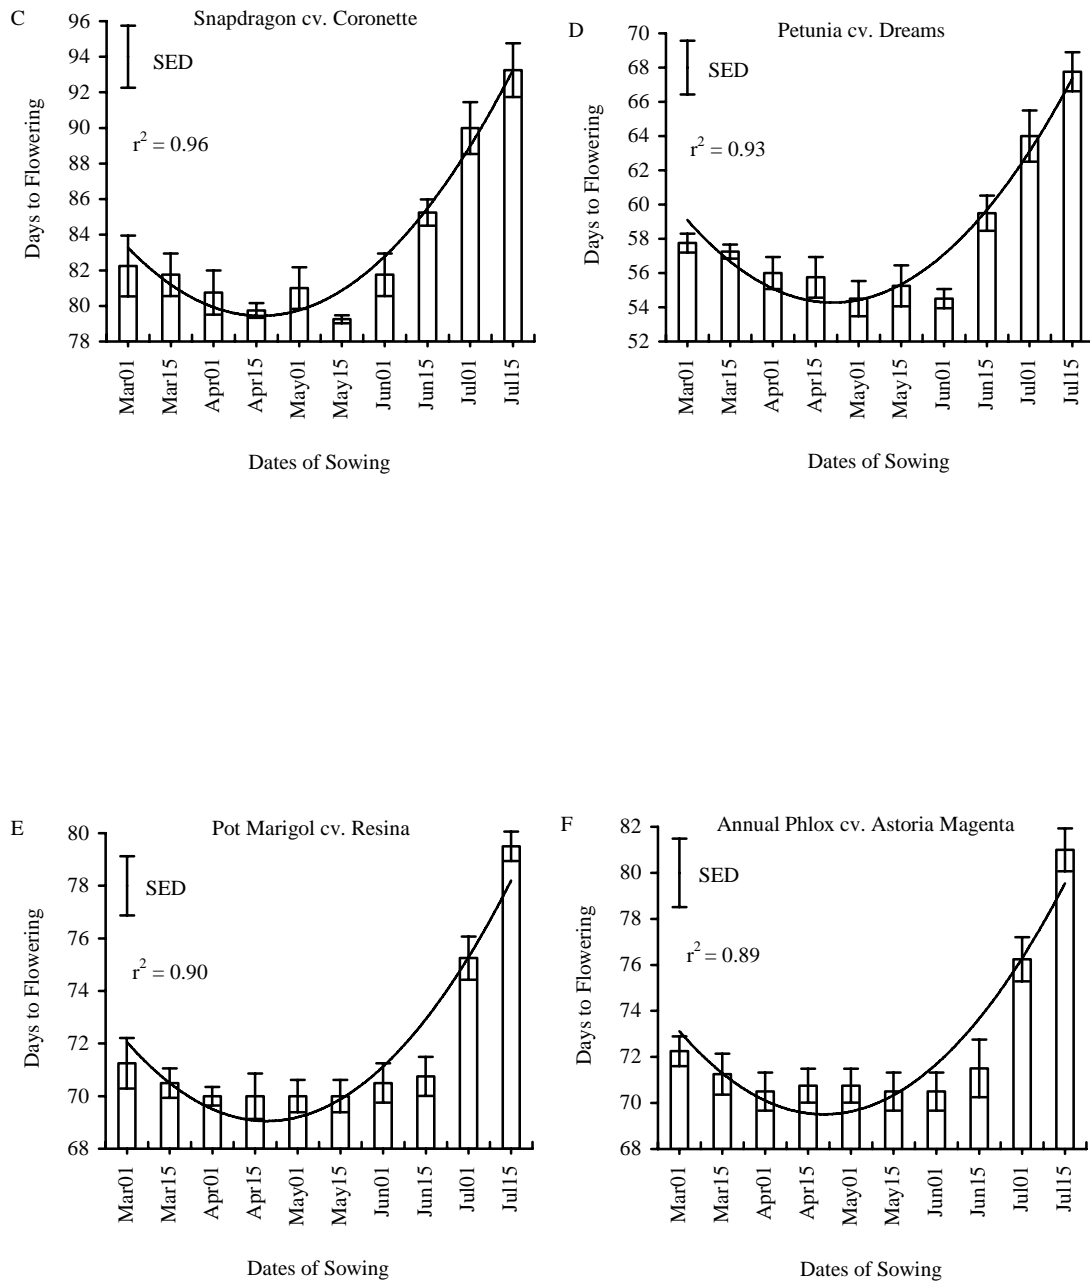 C
Snapdragon cv. Coronette
96
94
92
90
88
86
84
82
80
78
SED
r² = 0.96
Days to Flowering
Mar01
Mar15
Apr01
Apr15
May01
May15
Jun01
Jun15
Jul01
Jul15
Dates of Sowing
D
Petunia cv. Dreams
70
68
66
64
62
60
58
56
54
52
SED
r² = 0.93
Days to Flowering
Mar01
Mar15
Apr01
Apr15
May01
May15
Jun01
Jun15
Jul01
Jul15
Dates of Sowing
E
Pot Marigol cv. Resina
80
78
76
74
72
70
68
SED
r² = 0.90
Days to Flowering
Mar01
Mar15
Apr01
Apr15
May01
May15
Jun01
Jun15
Jul01
Jul15
Dates of Sowing
F
Annual Phlox cv. Astoria Magenta
82
80
78
76
74
72
70
68
SED
r² = 0.89
Days to Flowering
Mar01
Mar15
Apr01
Apr15
May01
May15
Jun01
Jun15
Jul01
Jul15
Dates of Sowing